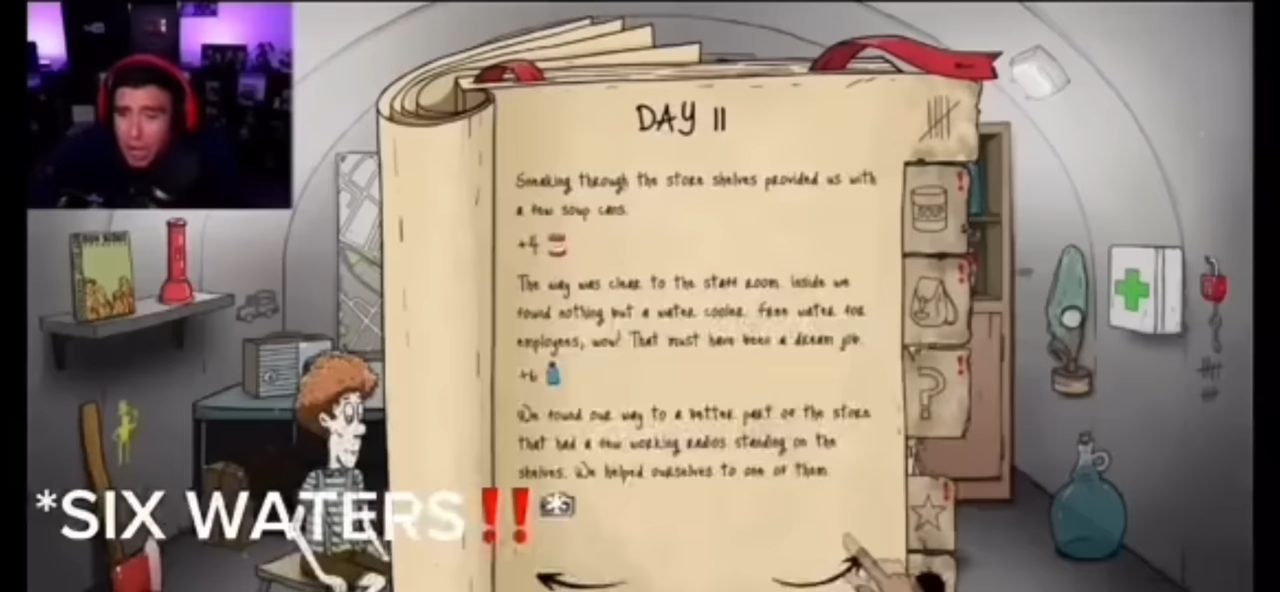 DAY 11
Sneaking through the store shelves provided us with
a few soup cans.
+4
The way was clear to the staff room. Inside we
found nothing but a water cooler. Free water for
employees, wow! That must have been a dream job.
+6
We found our way to a better part of the store
that had a few working radios standing on the
shelves. We helped ourselves to one of them.
SOUP
?
*SIX WATERS‼️